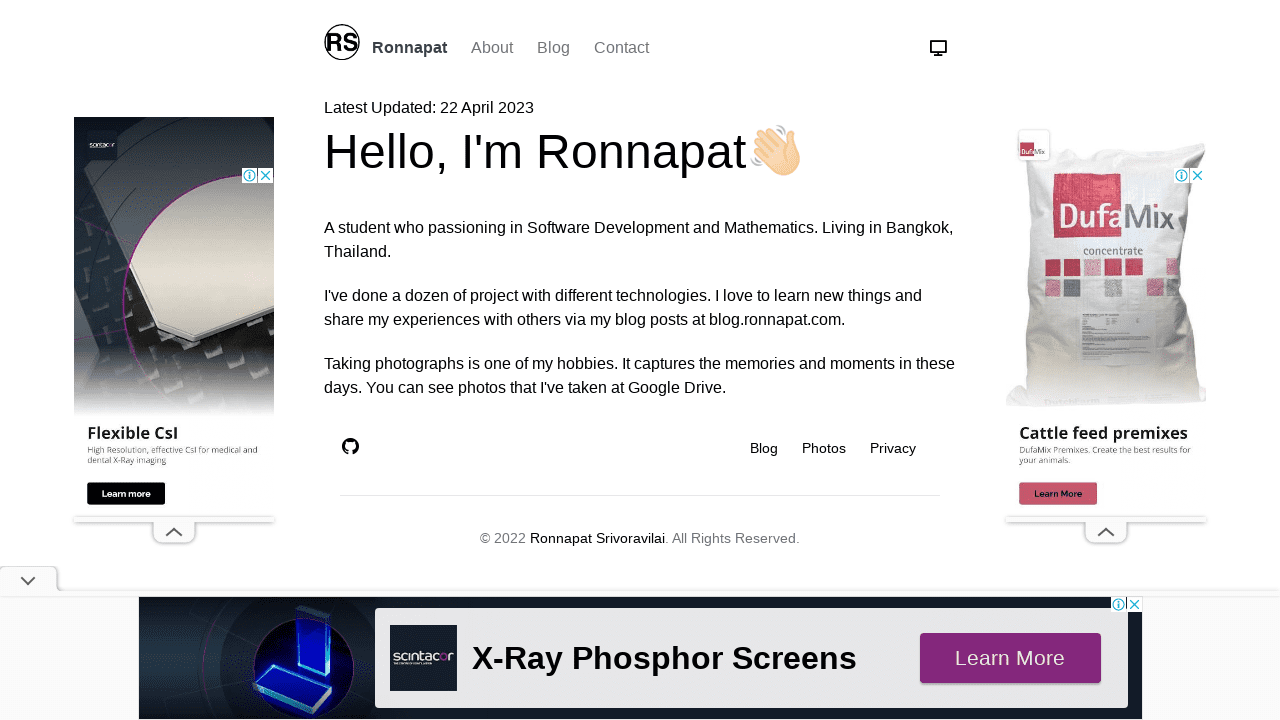 RS Ronnapat About Blog Contact
Latest Updated: 22 April 2023
Hello, I'm Ronnapat
A student who passioning in Software Development and Mathematics. Living in Bangkok,
Thailand.
I've done a dozen of project with different technologies. I love to learn new things and
share my experiences with others via my blog posts at blog.ronnapat.com.
Taking photographs is one of my hobbies. It captures the memories and moments in these
days. You can see photos that I've taken at Google Drive.
Blog Photos Privacy
© 2022 Ronnapat Srivoravilai. All Rights Reserved.
scintacor
Flexible CsI
High Resolution, effective CsI for medical and
dental X-Ray imaging
Learn more
DufaMix
DufaMix
concentrate
Cattle feed premixes
DufaMix Premixes. Create the best results for
your animals.
Learn More
scintacor
X-Ray Phosphor Screens
Learn More